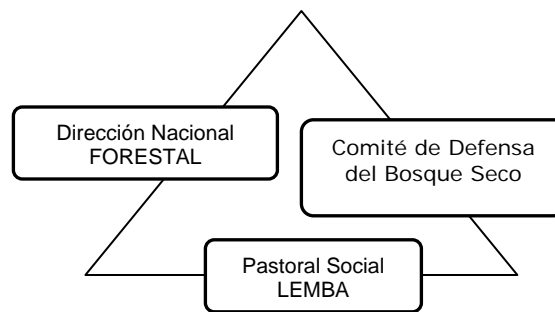 Dirección Nacional
FORESTAL
Comité de Defensa
del Bosque Seco
Pastoral Social
LEMBA